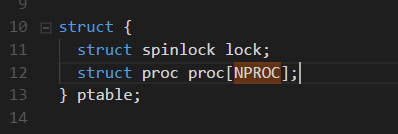 9
10 struct {
11 struct spinlock lock;
12 struct proc proc[NPROC];
13 } ptable;
14